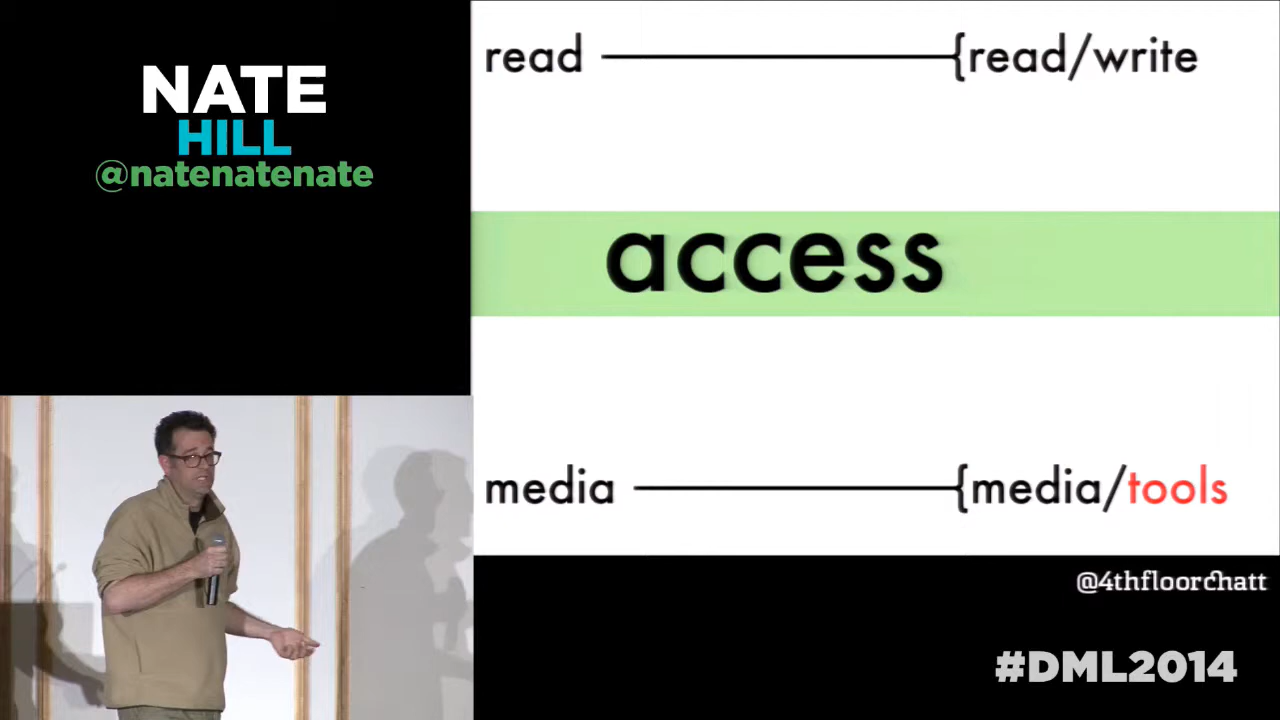 NATE
HILL
@natenatenate
read {read/write
access
media {media/tools
@4thfloorchatt
#DML2014